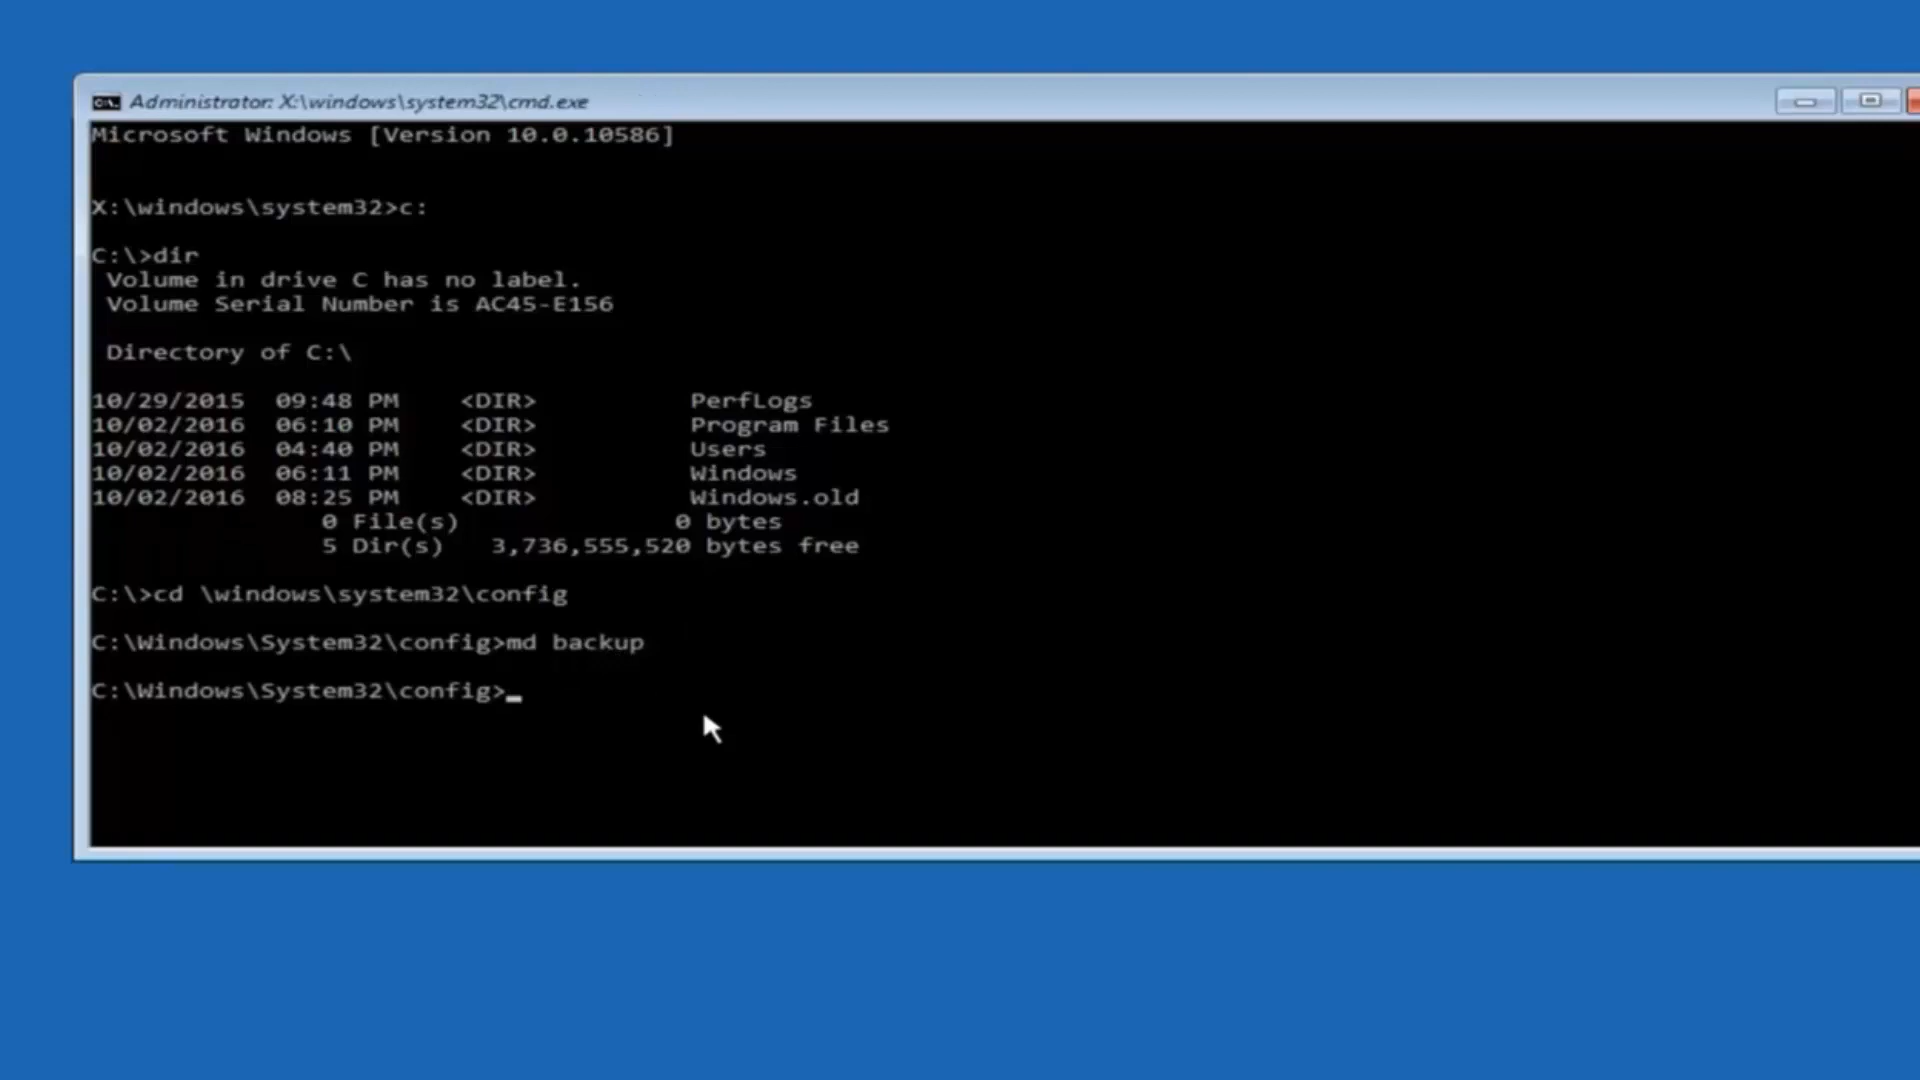 Administrator: X:\windows\system32\cmd.exe
Microsoft Windows [Version 10.0.10586]
X:\windows\system32>c:
C:\>dir
Volume in drive C has no label.
Volume Serial Number is AC45-E156
Directory of C:\
10/29/2015 09:48 PM <DIR> PerfLogs
10/02/2016 06:10 PM <DIR> Program Files
10/02/2016 04:40 PM <DIR> Users
10/02/2016 06:11 PM <DIR> Windows
10/02/2016 08:25 PM <DIR> Windows.old
0 File(s) 0 bytes
5 Dir(s) 3,736,555,520 bytes free
C:\>cd \windows\system32\config
C:\Windows\System32\config>md backup
C:\Windows\System32\config>_